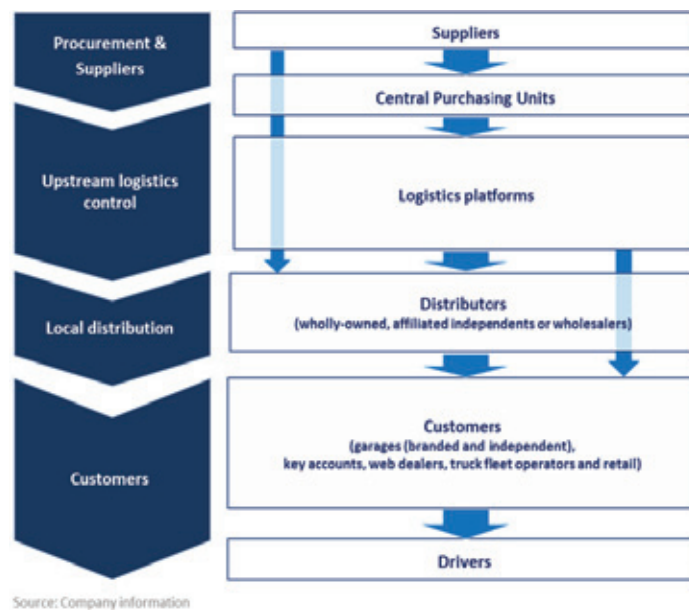 Procurement &
Suppliers
Suppliers
Central Purchasing Units
Upstream logistics
control
Logistics platforms
Local distribution
Distributors
(wholly-owned, affiliated independents or wholesalers)
Customers
Customers
(garages (branded and independent),
key accounts, web dealers, truck fleet operators and retail)
Drivers
Source: Company information